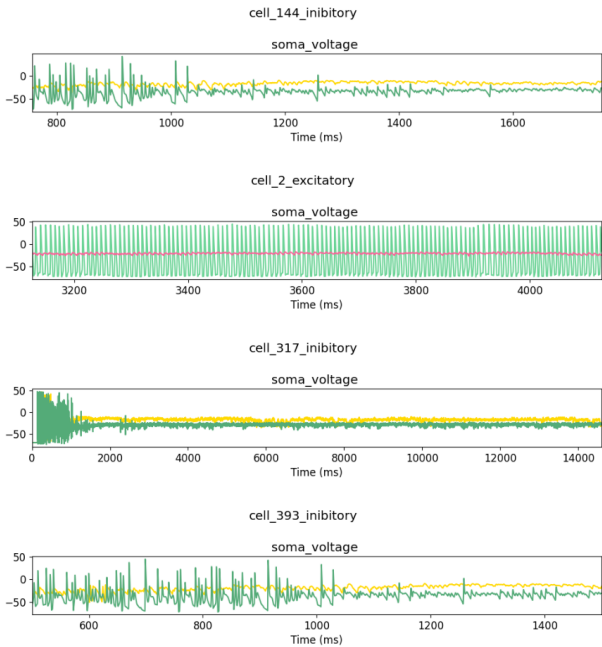 cell_144_inibitory
soma_voltage
0
−50
800 1000 1200 1400 1600
Time (ms)
cell_2_excitatory
soma_voltage
50
0
−50
3200 3400 3600 3800 4000
Time (ms)
cell_317_inibitory
soma_voltage
50
0
−50
0 2000 4000 6000 8000 10000 12000 14000
Time (ms)
cell_393_inibitory
soma_voltage
50
0
−50
600 800 1000 1200 1400
Time (ms)